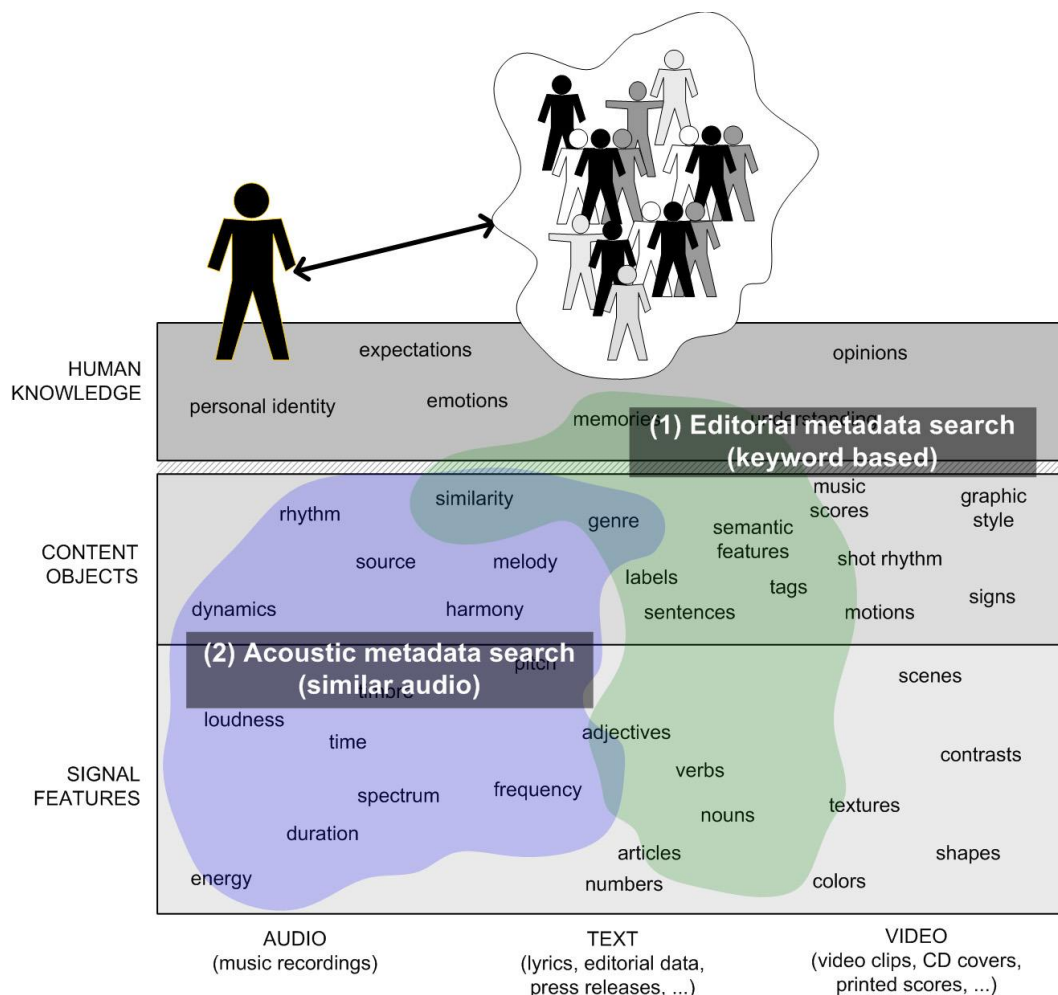 HUMAN
KNOWLEDGE
expectations
opinions
personal identity
emotions
memories
understanding
(1) Editorial metadata search
(keyword based)
CONTENT
OBJECTS
rhythm
similarity
genre
music
scores
graphic
style
semantic
features
source
melody
labels
tags
shot rhythm
signs
dynamics
harmony
sentences
motions
(2) Acoustic metadata search
(similar audio)
pitch
timbre
SIGNAL
FEATURES
loudness
time
adjectives
scenes
contrasts
verbs
spectrum
frequency
nouns
textures
duration
articles
shapes
energy
numbers
colors
AUDIO
(music recordings)
TEXT
(lyrics, editorial data,
press releases, ...)
VIDEO
(video clips, CD covers,
printed scores, ...)